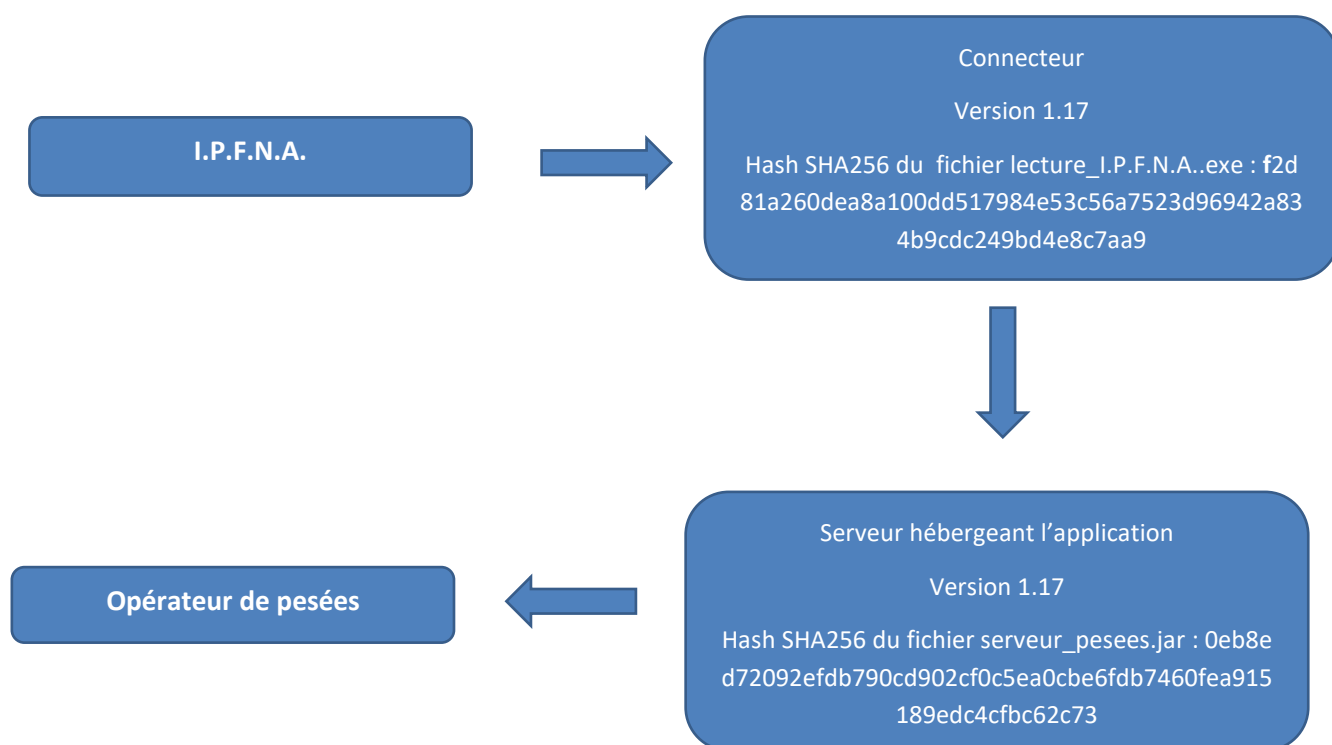 I.P.F.N.A.
Connecteur
Version 1.17
Hash SHA256 du  fichier lecture_I.P.F.N.A..exe : f2d
81a260dea8a100dd517984e53c56a7523d96942a83
4b9cdc249bd4e8c7aa9
Serveur hébergeant l’application
Version 1.17
Hash SHA256 du fichier serveur_pesees.jar : 0eb8e
d72092efdb790cd902cf0c5ea0cbe6fdb7460fea915
189edc4cfbc62c73
Opérateur de pesées